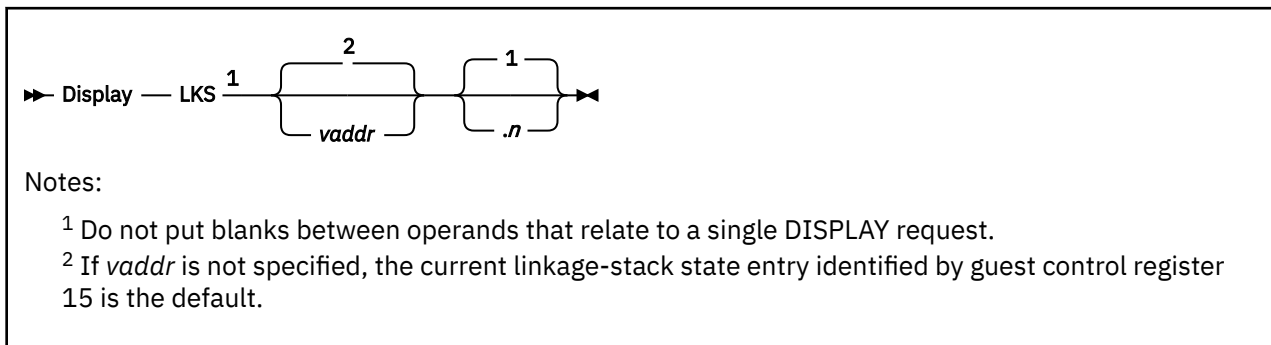 2
1
Display LKS 1
vaddr
.n
Notes:
1 Do not put blanks between operands that relate to a single DISPLAY request.
2 If vaddr is not specified, the current linkage-stack state entry identified by guest control register
15 is the default.